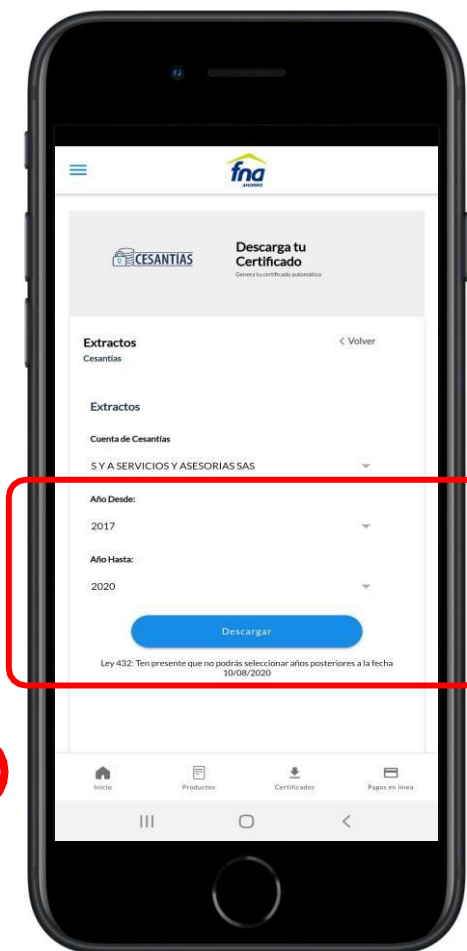 fna
AHORRO
CESANTÍAS
Descarga tu
Certificado
Genera tu certificado automático
Extractos
< Volver
Cesantías
Extractos
Cuenta de Cesantías
S Y A SERVICIOS Y ASESORIAS SAS
Año Desde:
2017
Año Hasta:
2020
Descargar
Ley 432: Ten presente que no podrás seleccionar años posteriores a la fecha
10/08/2020
Inicio
Productos
Certificados
Pagos en línea